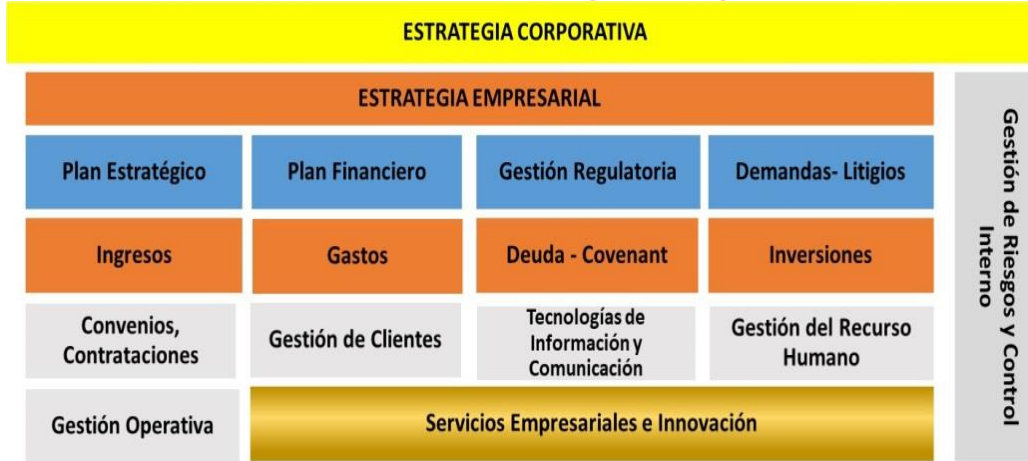 ESTRATEGIA CORPORATIVA
ESTRATEGIA EMPRESARIAL
Plan Estratégico
Plan Financiero
Gestión Regulatoria
Demandas- Litigios
Ingresos
Gastos
Deuda - Covenant
Inversiones
Convenios,
Contrataciones
Gestión de Clientes
Tecnologías de
Información y
Comunicación
Gestión del Recurso
Humano
Gestión Operativa
Servicios Empresariales e Innovación
Gestión de Riesgos y Control
Interno